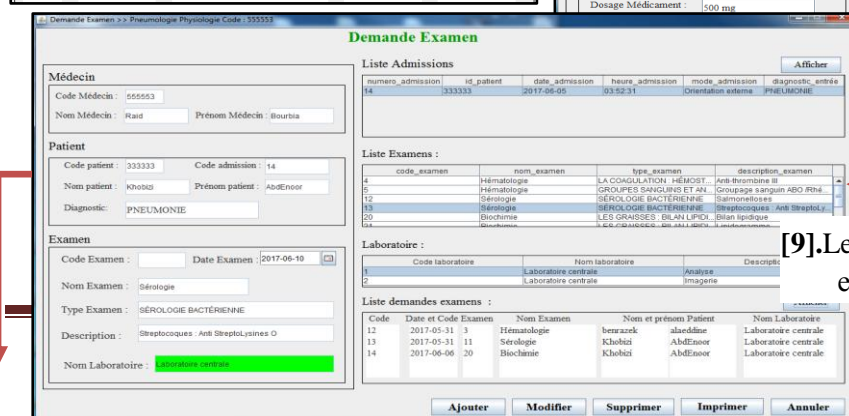 Dosage Médicament : 500 mg
Demande Examen >> Pneumologie Physiologie Code : 555553
Demande Examen
Médecin
Code Médecin : 555553
Nom Médecin : Raid Prénom Médecin : Bourbia
Patient
Code patient : 333333 Code admission : 14
Nom patient : Khobizi Prénom patient : AbdEnoor
Diagnostic: PNEUMONIE
Examen
Code Examen : Date Examen : 2017-06-10
Nom Examen : Sérologie
Type Examen : SÉROLOGIE BACTÉRIENNE
Description : Streptocoques : Anti StreptoLysines O
Nom Laboratoire : Laboratoire centrale
Liste Admissions
Afficher
numero_admission id_patient date_admission heure_admission mode_admission diagnostic_entrée
14 333333 2017-06-05 03:52:31 Orientation externe PNEUMONIE
Liste Examens :
code_examen nom_examen type_examen description_examen
4 Hématologie LA COAGULATION : HÉMOST... Anti-thrombine III
5 Hématologie GROUPES SANGUINS ET AN... Groupage sanguin ABO /Rhé...
12 Sérologie SÉROLOGIE BACTÉRIENNE Salmonelloses
13 Sérologie SÉROLOGIE BACTÉRIENNE Streptocoques : Anti StreptoLy...
20 Biochimie LES GRAISSES : BILAN LIPIDI... Bilan lipidique
21 Biochimie LES GRAISSES : BILAN LIPIDI... Lipidogramme
[9].Le
e
Laboratoire :
Code laboratoire Nom laboratoire Descripti
1 Laboratoire centrale Analyse
2 Laboratoire centrale Imagerie
Liste demandes examens :
Afficher
Code Date et Code Examen Nom Examen Nom et prénom Patient Nom Laboratoire
12 2017-05-31 3 Hématologie benrazek alaeddine Laboratoire centrale
13 2017-05-31 11 Sérologie Khobizi AbdEnoor Laboratoire centrale
14 2017-06-06 20 Biochimie Khobizi AbdEnoor Laboratoire centrale
Ajouter Modifier Supprimer Imprimer Annuler